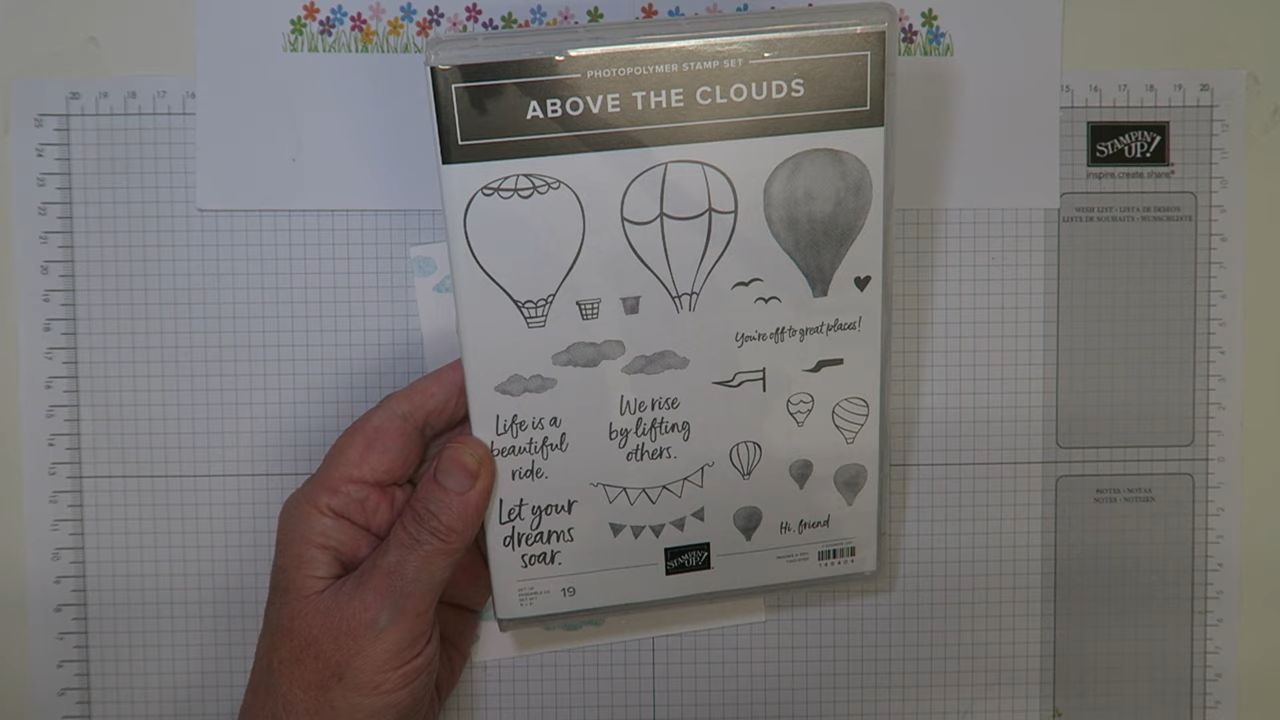 PHOTOPOLYMER STAMP SET
ABOVE THE CLOUDS
You're off to great places!
Life is a
beautiful
ride.
We rise
by lifting
others.
Let your
dreams
soar.
Hi, friend
STAMPIN' UP!
19
20 19 18 17 16
15 16 17 18 19 20
STAMPIN' UP!
inspire.create.share.
WISH LIST • LISTA DE DESEOS
LISTE DE SOUHAITS • WUNSCHLISTE
NOTES • NOTAS
NOTES • NOTIZEN